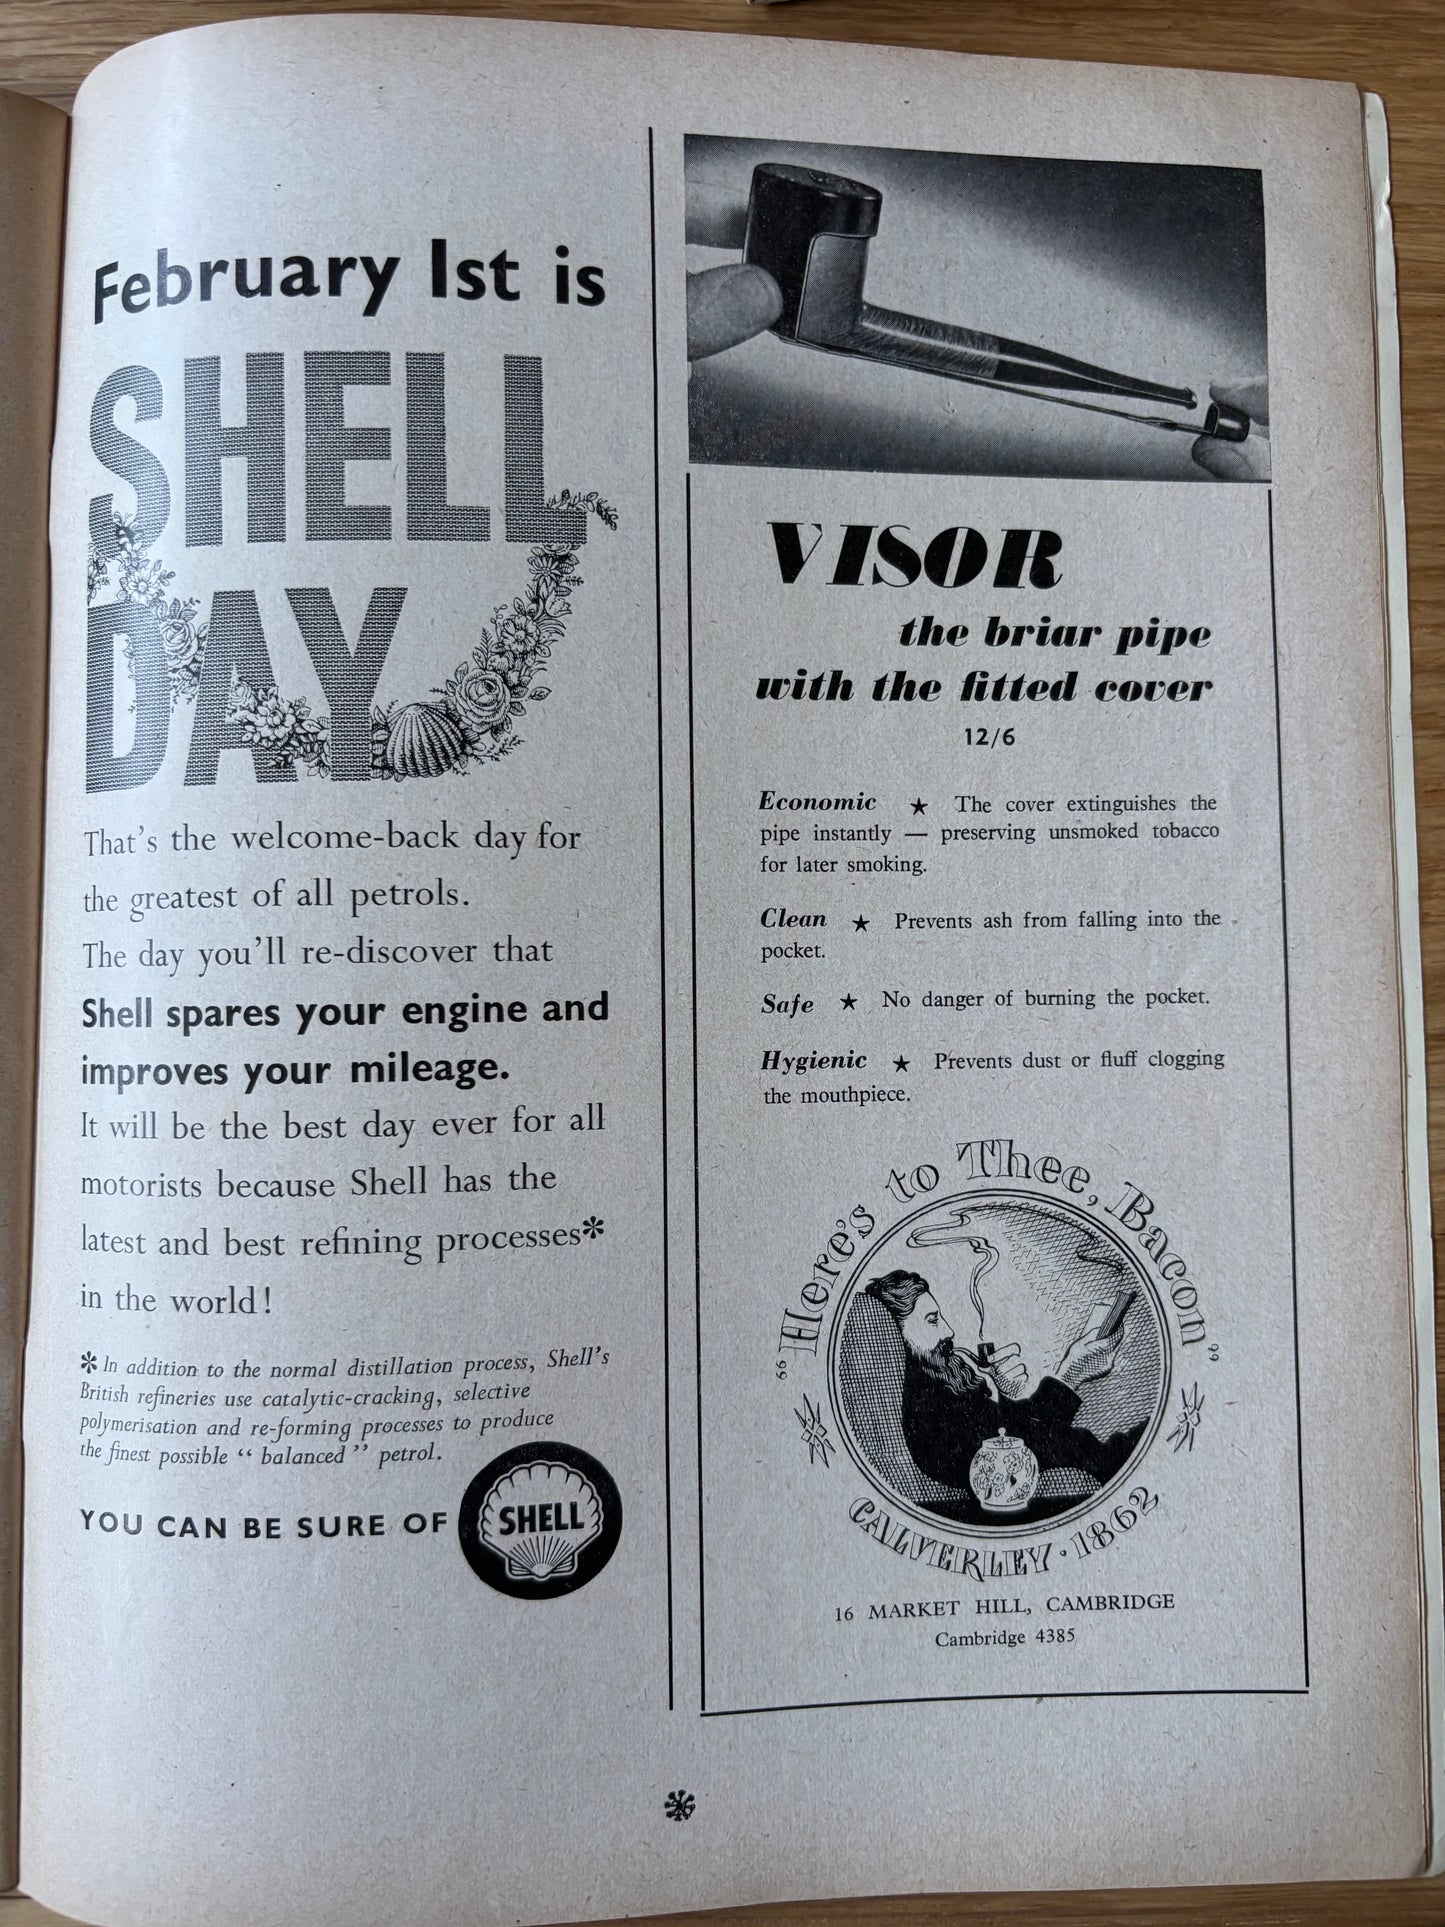 February 1st is
SHELL
DAY
That's the welcome-back day for
the greatest of all petrols.
The day you'll re-discover that
Shell spares your engine and
improves your mileage.
It will be the best day ever for all
motorists because Shell has the
latest and best refining processes*
in the world!
* In addition to the normal distillation process, Shell's
British refineries use catalytic-cracking, selective
polymerisation and re-forming processes to produce
the finest possible “ balanced ” petrol.
YOU CAN BE SURE OF
SHELL
VISOR
the briar pipe
with the fitted cover
12/6
Economic ★ The cover extinguishes the
pipe instantly — preserving unsmoked tobacco
for later smoking.
Clean ★ Prevents ash from falling into the
pocket.
Safe ★ No danger of burning the pocket.
Hygienic ★ Prevents dust or fluff clogging
the mouthpiece.
“Here's to Thee, Bacon”
CALVERLEY · 1862
16 MARKET HILL, CAMBRIDGE
Cambridge 4385